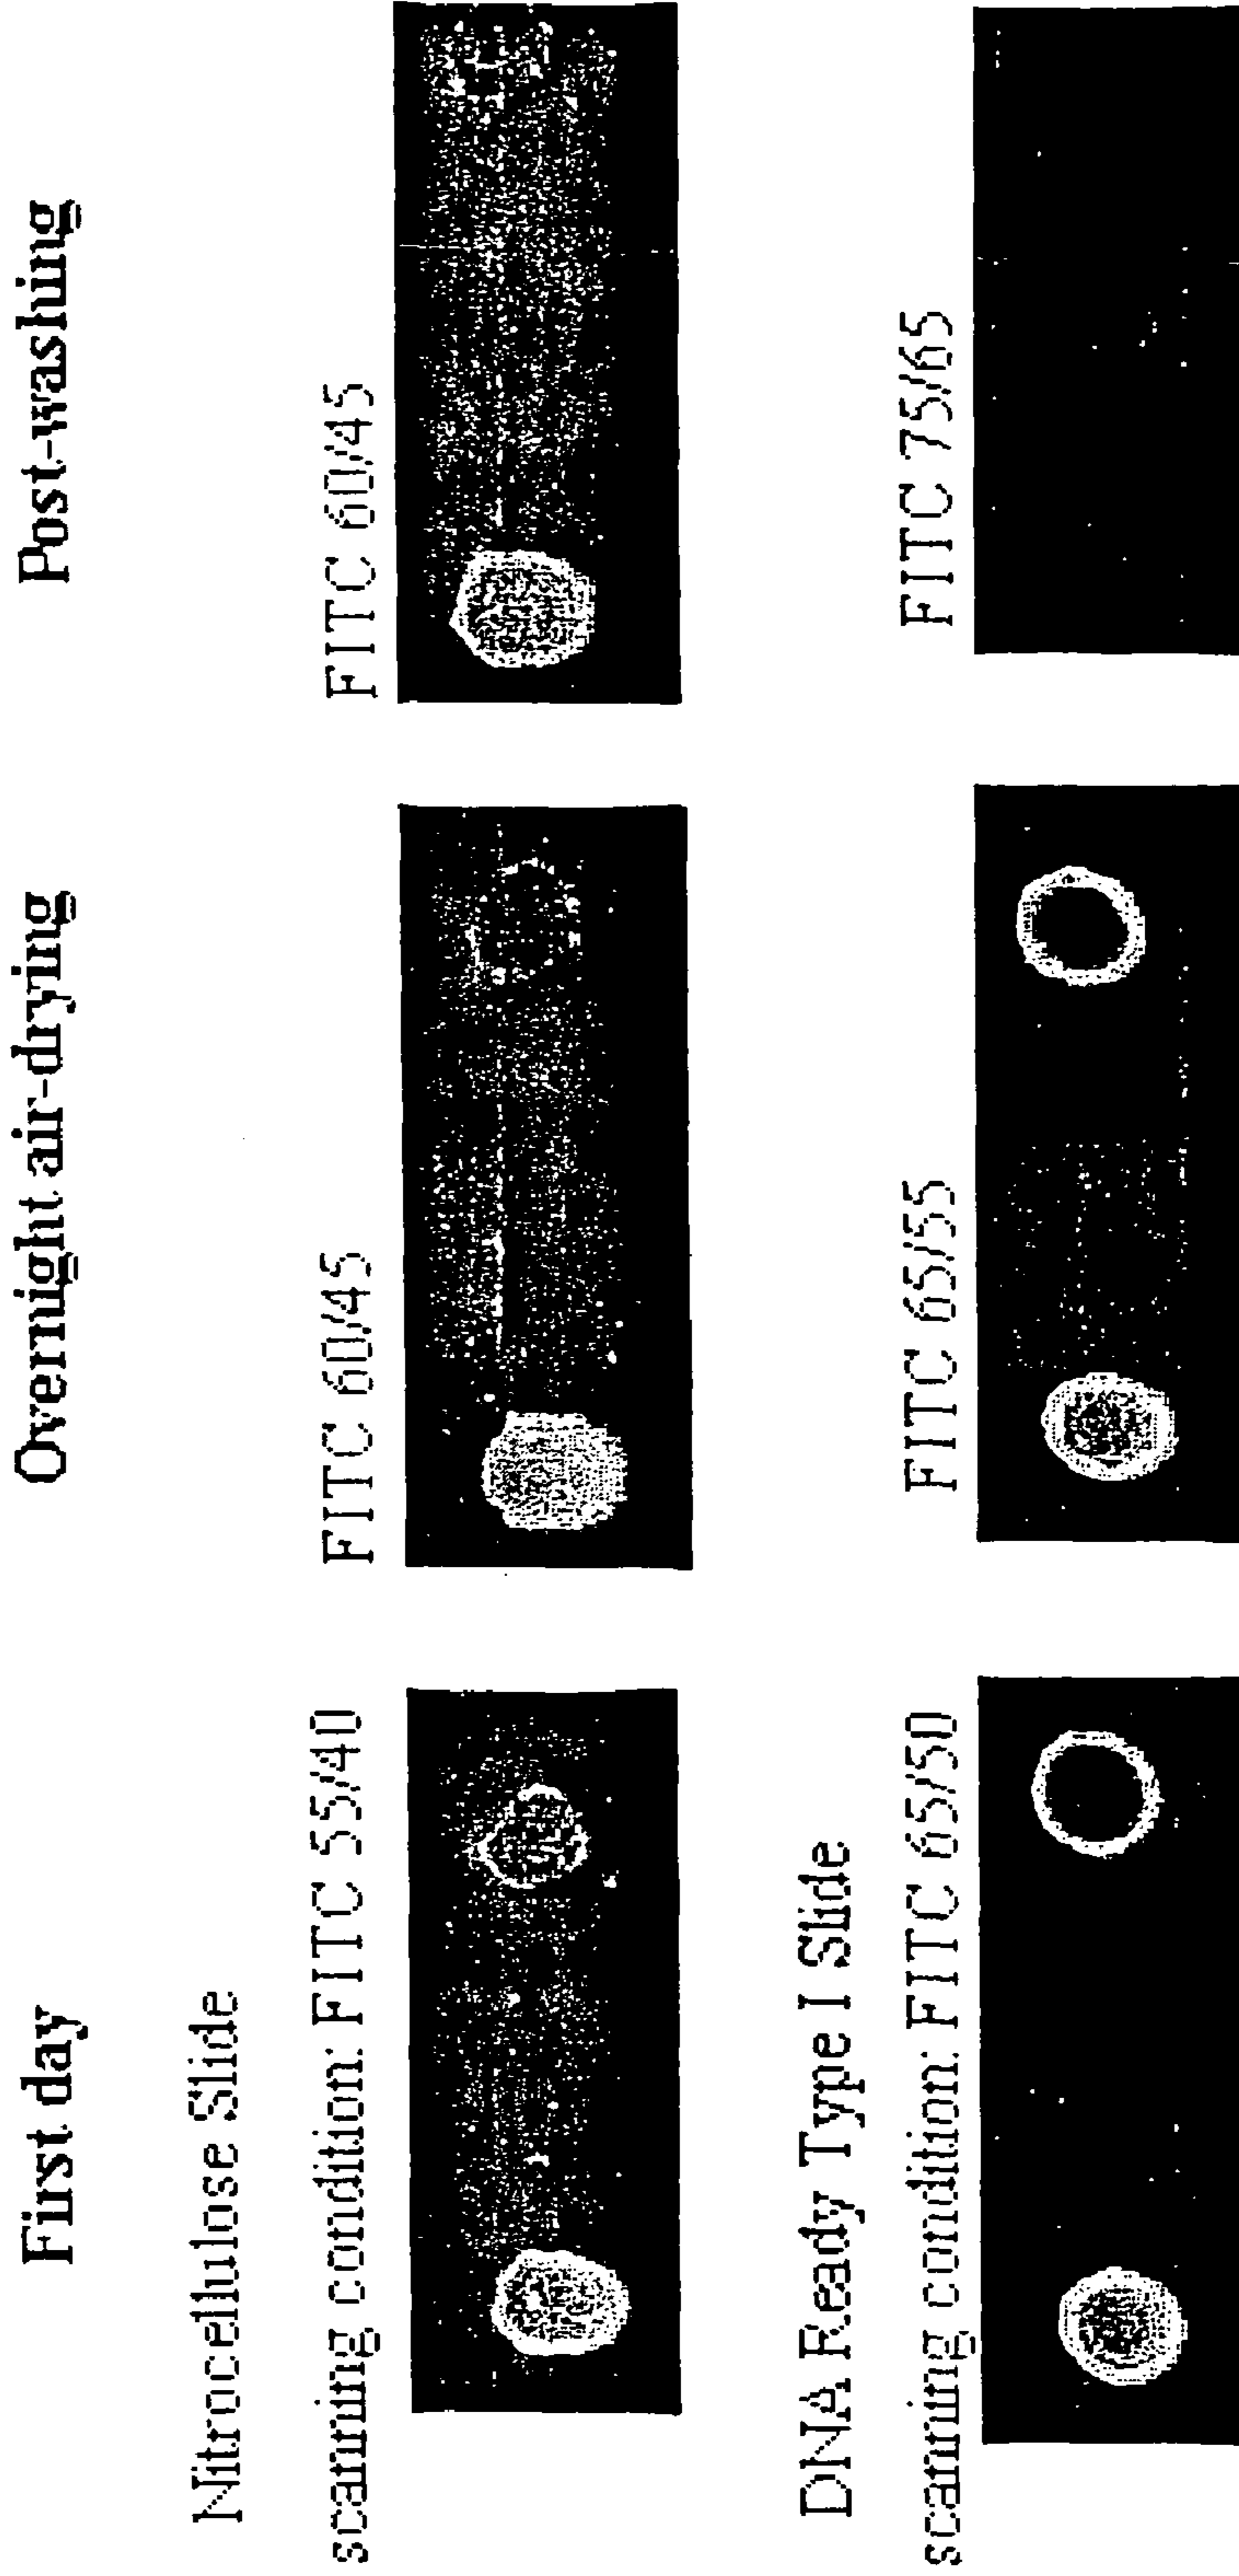 First day Overnight air-drying Post-washing
Nitrocellulose Slide
scanning condition: FITC 55/40 FITC 60/45 FITC 60/45
DNA Ready Type I Slide
scanning condition: FITC 65/50 FITC 65/55 FITC 75/65